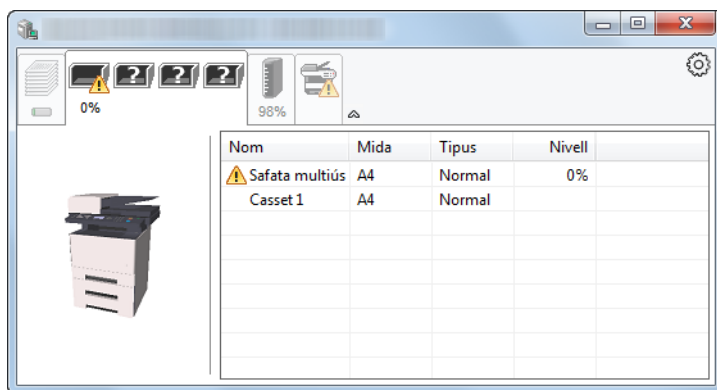 0%
98%
Nom Mida Tipus Nivell
Safata multiús A4 Normal 0%
Casset 1 A4 Normal